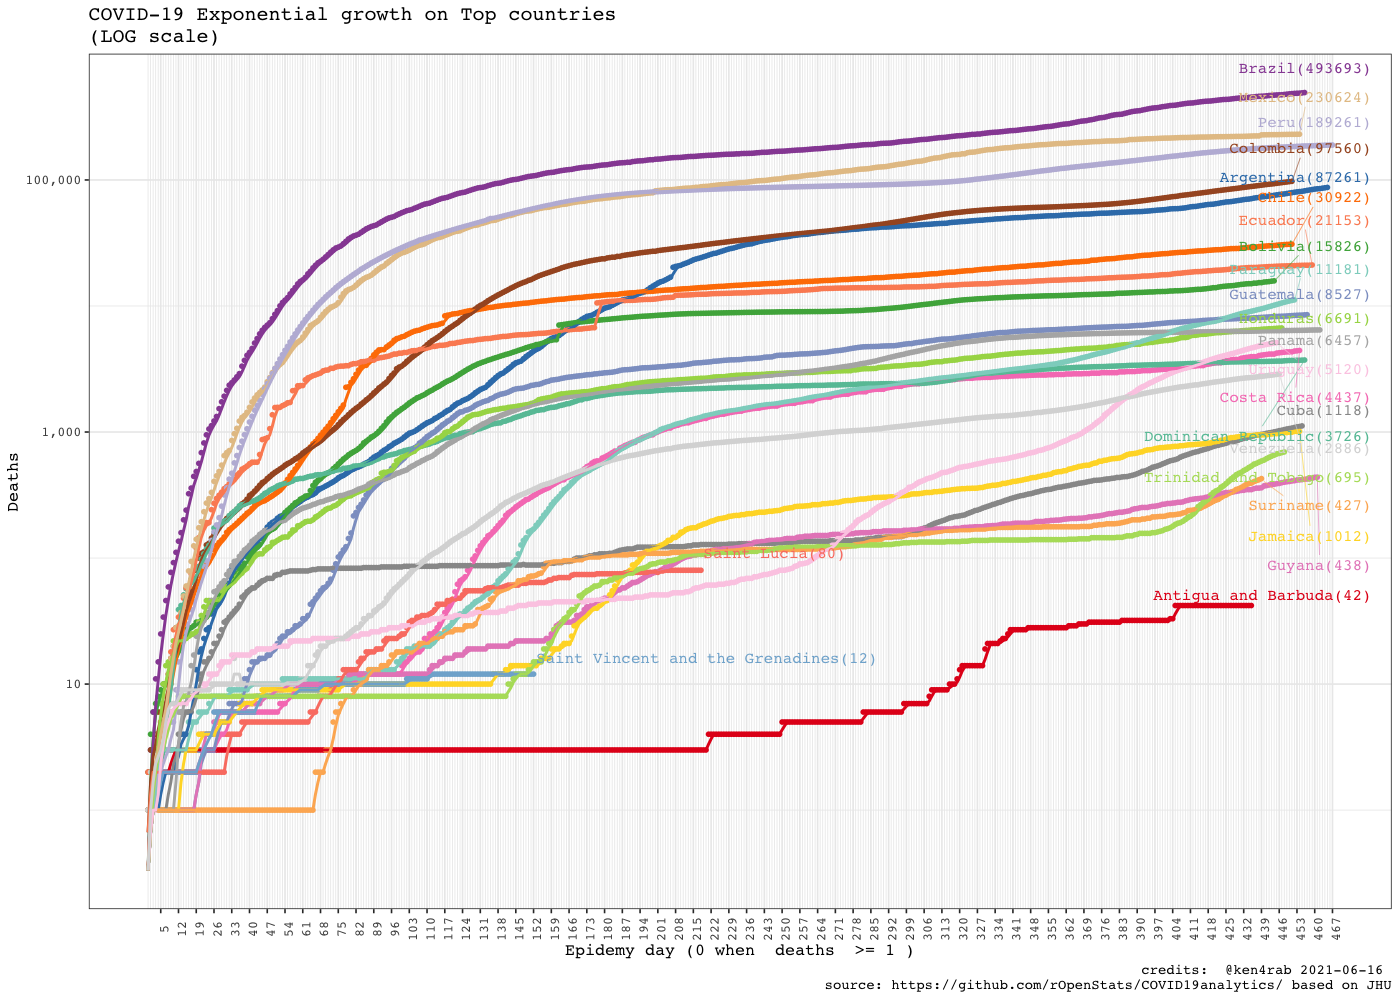 COVID-19 Exponential growth on Top countries
(LOG scale)
Brazil(493693)
Mexico(230624)
Peru(189261)
Colombia(97560)
Argentina(87261)
Chile(30922)
Ecuador(21153)
Bolivia(15826)
Paraguay(11181)
Guatemala(8527)
Honduras(6691)
Panama(6457)
Uruguay(5120)
Costa Rica(4437)
Cuba(1118)
Dominican Republic(3726)
Venezuela(2886)
Trinidad and Tobago(695)
Suriname(427)
Jamaica(1012)
Saint Lucia(80)
Guyana(438)
Antigua and Barbuda(42)
Saint Vincent and the Grenadines(12)
Deaths
100,000
1,000
10
5 12 19 26 33 40 47 54 61 68 75 82 89 96 103 110 117 124 131 138 145 152 159 166 173 180 187 194 201 208 215 222 229 236 243 250 257 264 271 278 285 292 299 306 313 320 327 334 341 348 355 362 369 376 383 390 397 404 411 418 425 432 439 446 453 460 467
Epidemy day (0 when  deaths  >= 1 )
credits:  @ken4rab 2021-06-16
source: https://github.com/rOpenStats/COVID19analytics/ based on JHU